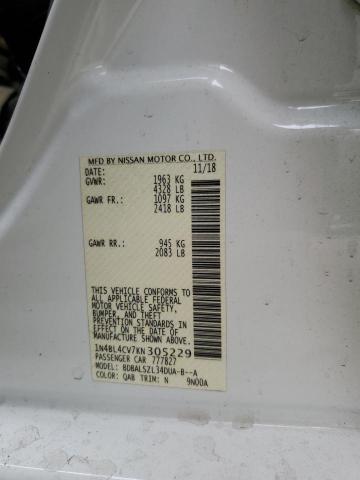 MFD BY NISSAN MOTOR CO., LTD.
DATE: 11/18
GVWR: 1963 KG
4328 LB
GAWR FR.: 1097 KG
2418 LB
GAWR RR.: 945 KG
2083 LB
THIS VEHICLE CONFORMS TO
ALL APPLICABLE FEDERAL
MOTOR VEHICLE SAFETY,
BUMPER, AND THEFT
PREVENTION STANDARDS IN
EFFECT ON THE DATE OF
MANUFACTURE SHOWN ABOVE.
1N4BL4CV7KN305229
PASSENGER CAR 777B27
MODEL: BDBALSZL34DUA-B--A
COLOR: QAB TRIM: N 9N00A